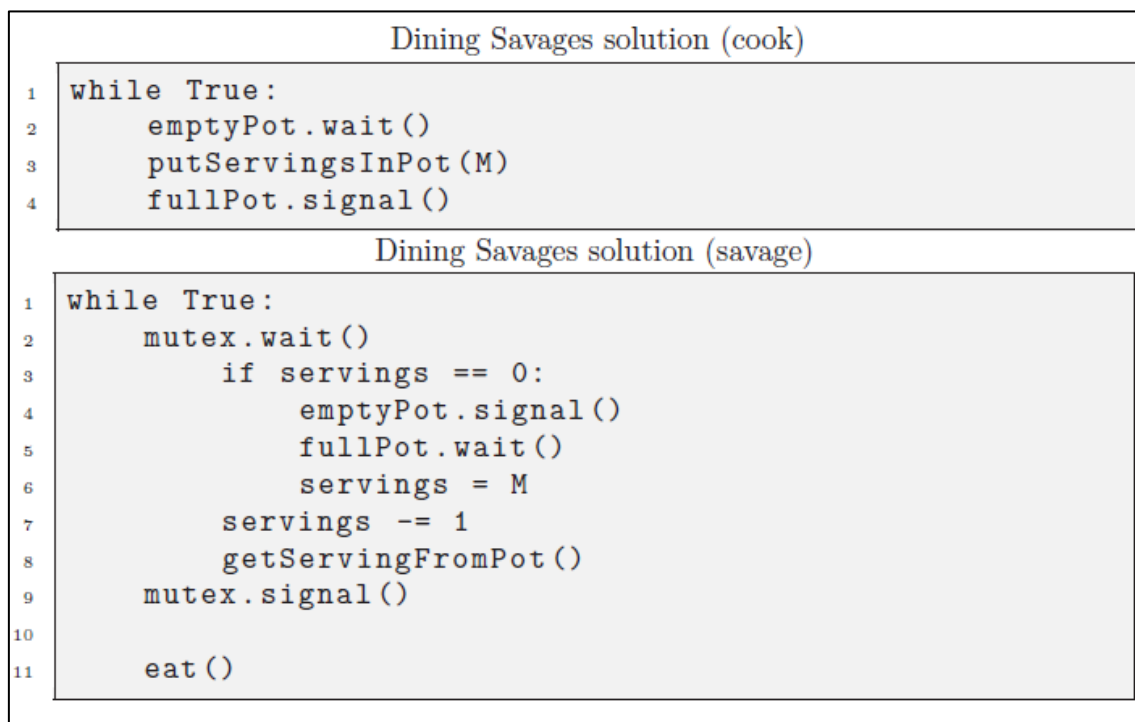 Dining Savages solution (cook)
1 while True:
2     emptyPot.wait()
3     putServingsInPot(M)
4     fullPot.signal()
Dining Savages solution (savage)
1 while True:
2     mutex.wait()
3         if servings == 0:
4             emptyPot.signal()
5             fullPot.wait()
6             servings = M
7         servings -= 1
8         getServingFromPot()
9     mutex.signal()
10
11     eat()